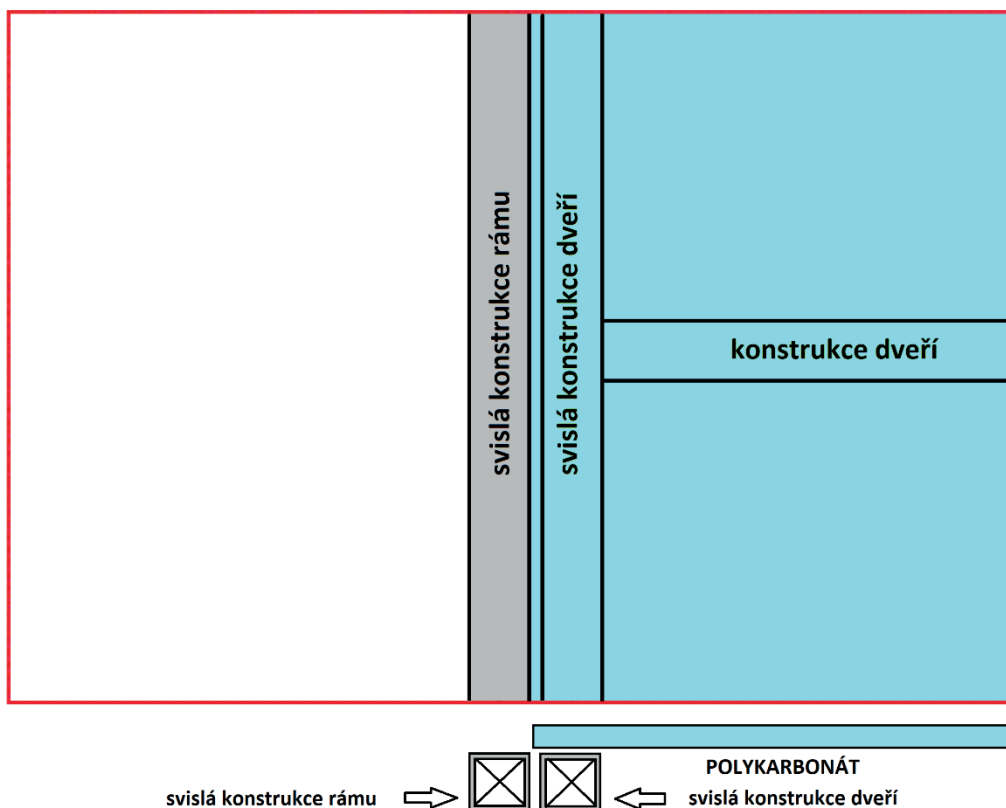 svislá konstrukce rámu
svislá konstrukce dveří
konstrukce dveří
POLYKARBONÁT
svislá konstrukce rámu
svislá konstrukce dveří